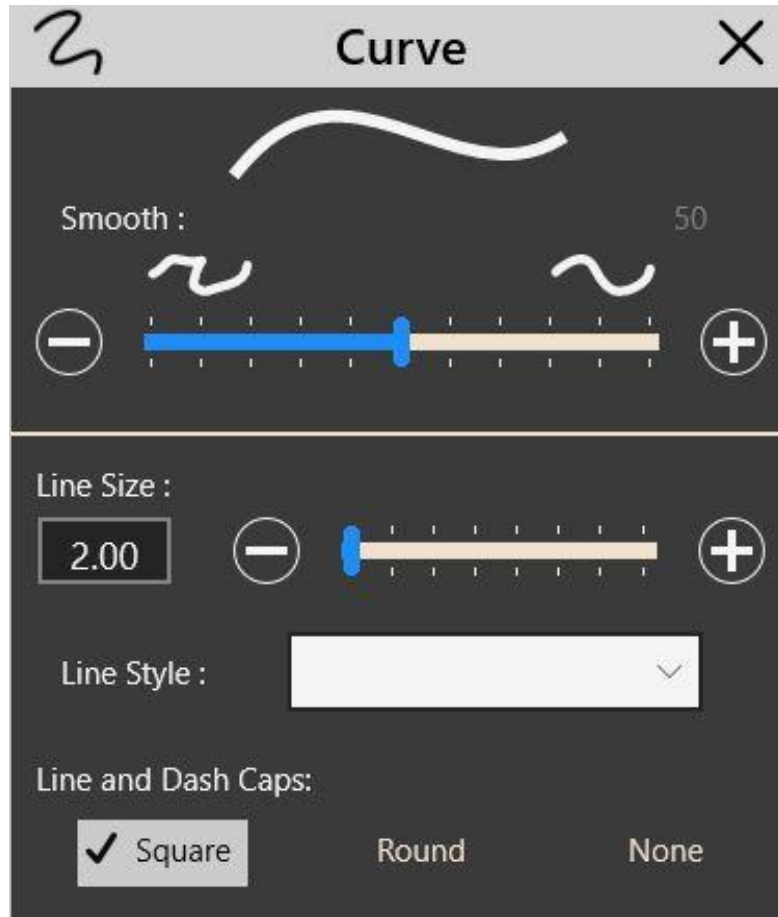 Curve
Smooth : 50
Line Size :
2.00
Line Style :
Line and Dash Caps:
Square Round None